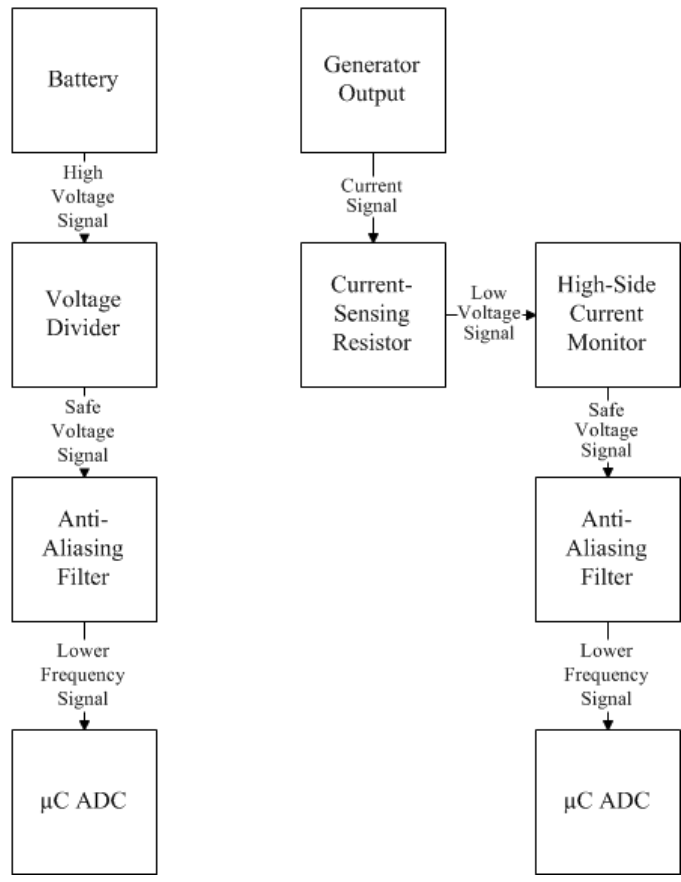 Battery
High
Voltage
Signal
Voltage
Divider
Safe
Voltage
Signal
Anti-
Aliasing
Filter
Lower
Frequency
Signal
µC ADC
Generator
Output
Current
Signal
Current-
Sensing
Resistor
Low
Voltage
Signal
High-Side
Current
Monitor
Safe
Voltage
Signal
Anti-
Aliasing
Filter
Lower
Frequency
Signal
µC ADC